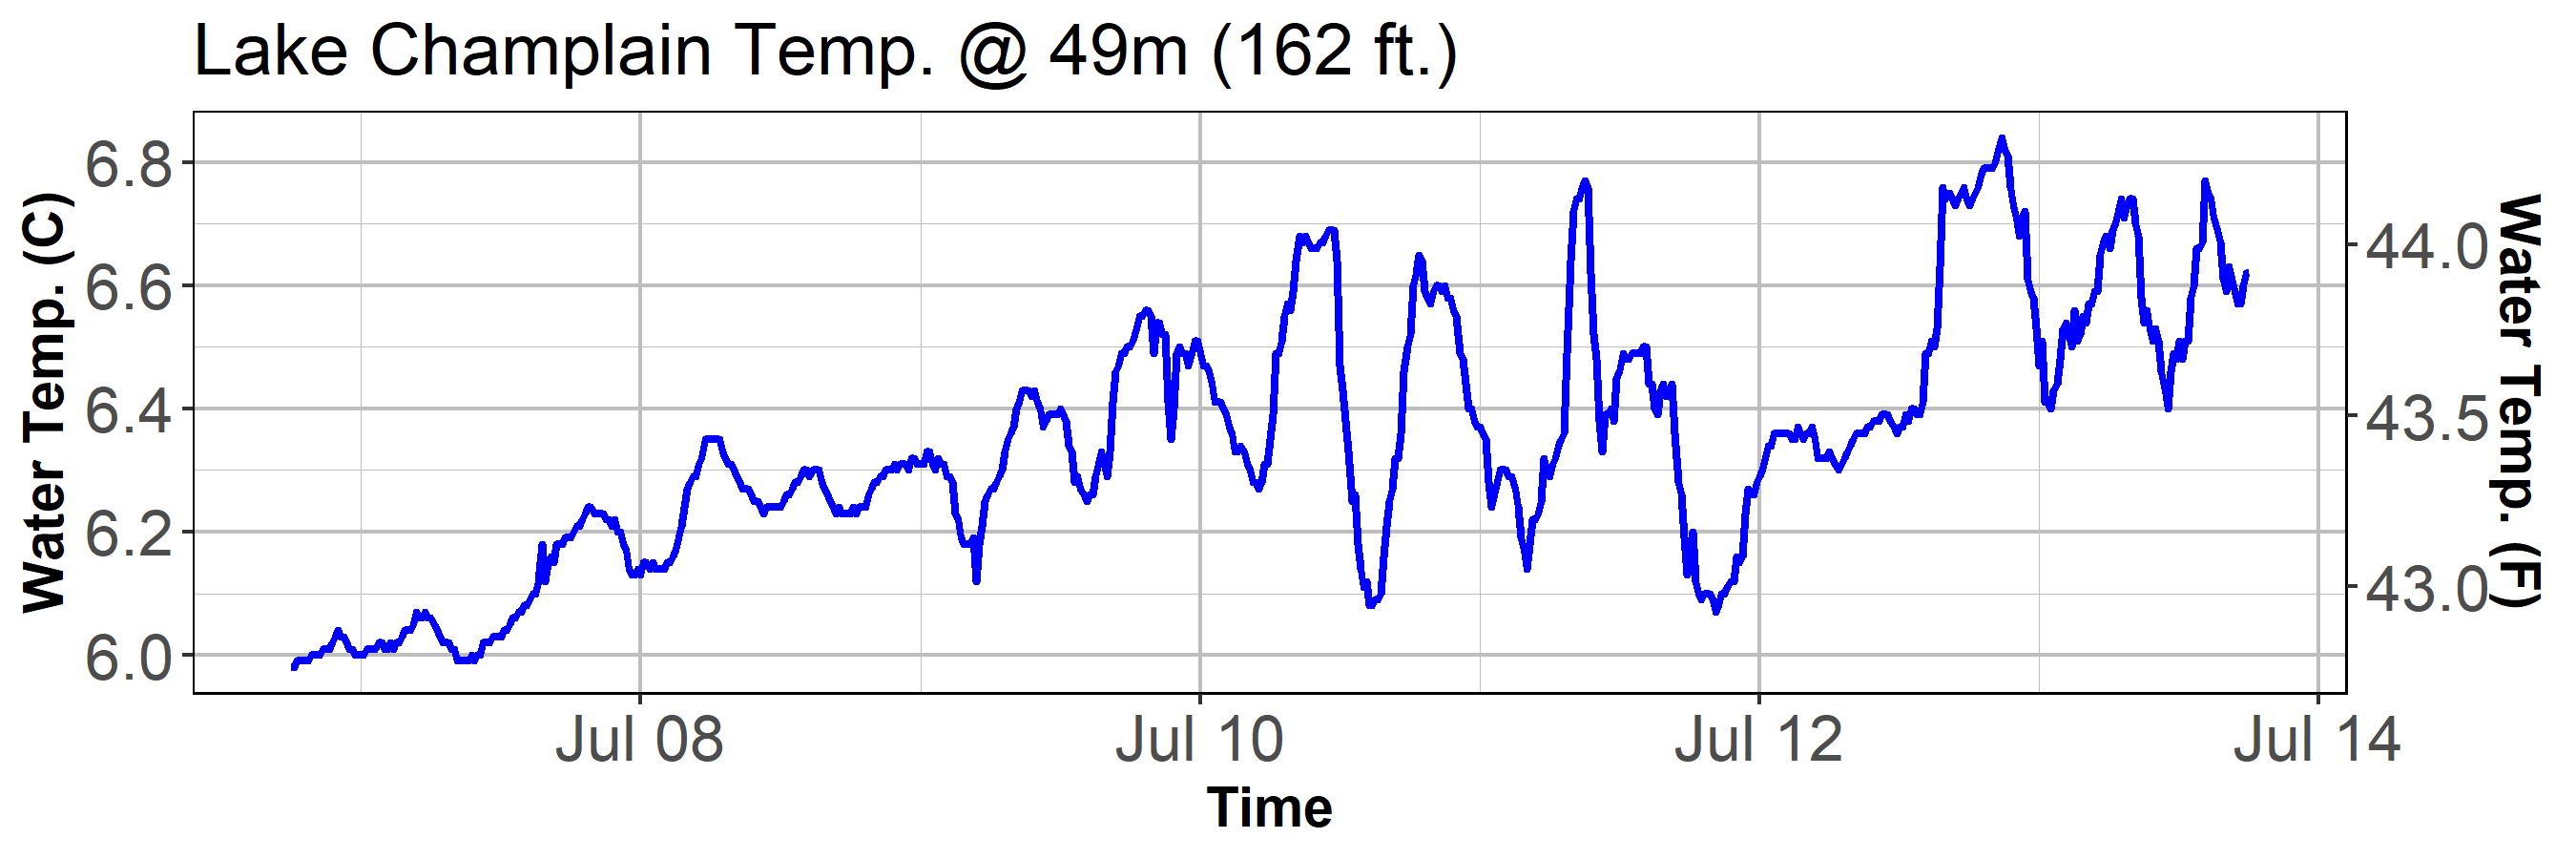 Lake Champlain Temp. @ 49m (162 ft.)
Water Temp. (C)
6.8
6.6
6.4
6.2
6.0
44.0
43.5
43.0
Water Temp. (F)
Jul 08 Jul 10 Jul 12 Jul 14
Time